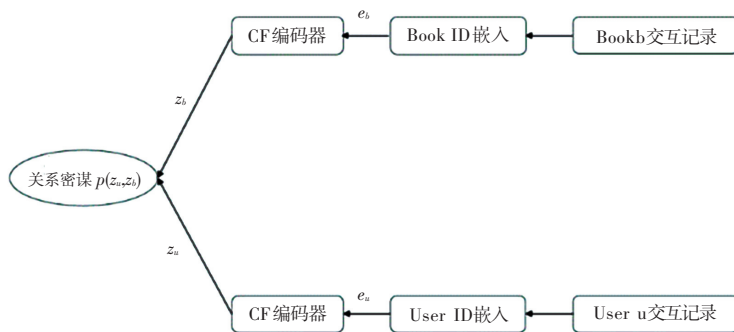 CF编码器
e_b
Book ID嵌入
Bookb交互记录
z_b
关系密谋 p(z_u,z_b)
z_u
CF编码器
e_u
User ID嵌入
User u交互记录